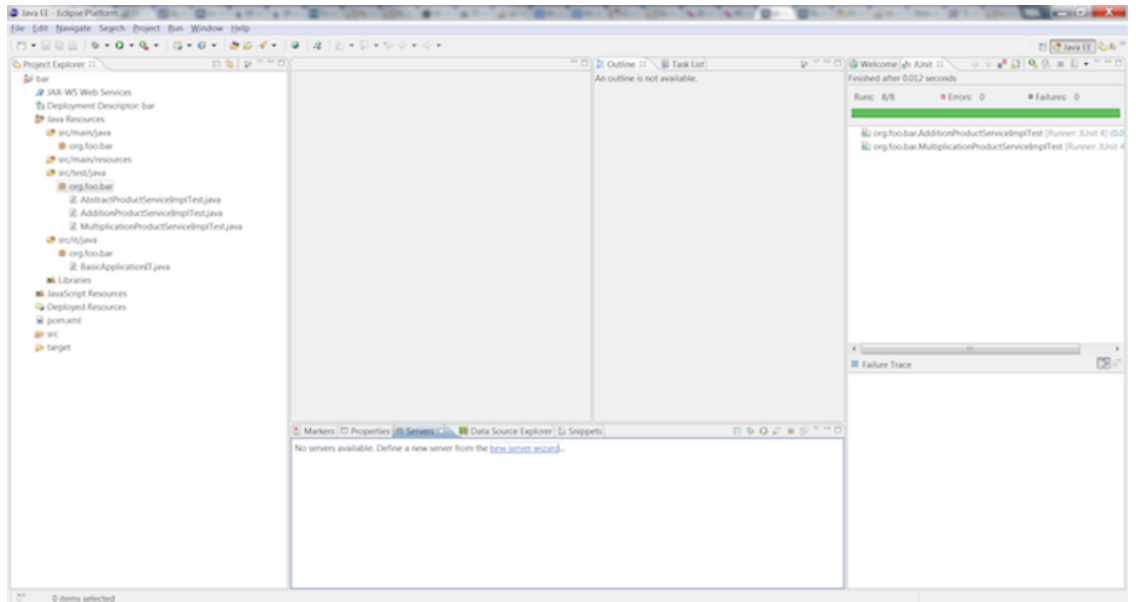 Java EE - Eclipse Platform
File Edit Navigate Search Project Run Window Help
Java EE
Project Explorer
bar
JAX-WS Web Services
Deployment Descriptor: bar
Java Resources
src/main/java
org.foo.bar
src/main/resources
src/test/java
org.foo.bar
AbstractProductServiceImplTest.java
AdditionProductServiceImplTest.java
MultiplicationProductServiceImplTest.java
src/it/java
org.foo.bar
BasicApplicationIT.java
Libraries
JavaScript Resources
Deployed Resources
pom.xml
src
target
Outline Task List
An outline is not available.
Welcome JUnit
Finished after 0.012 seconds
Runs: 8/8 Errors: 0 Failures: 0
org.foo.bar.AdditionProductServiceImplTest [Runner: JUnit 4] (0.0
org.foo.bar.MultiplicationProductServiceImplTest [Runner: JUnit 4
Failure Trace
Markers Properties Servers Data Source Explorer Snippets
No servers available. Define a new server from the new server wizard...
0 items selected